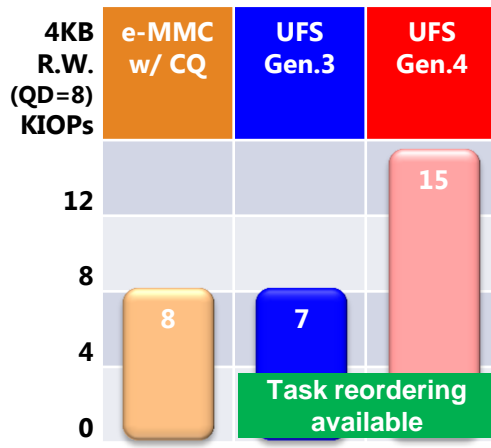 4KB
R.W.
(QD=8)
KIOPs
e-MMC
w/ CQ
UFS
Gen.3
UFS
Gen.4
12
8
4
0
8
7
15
Task reordering
available